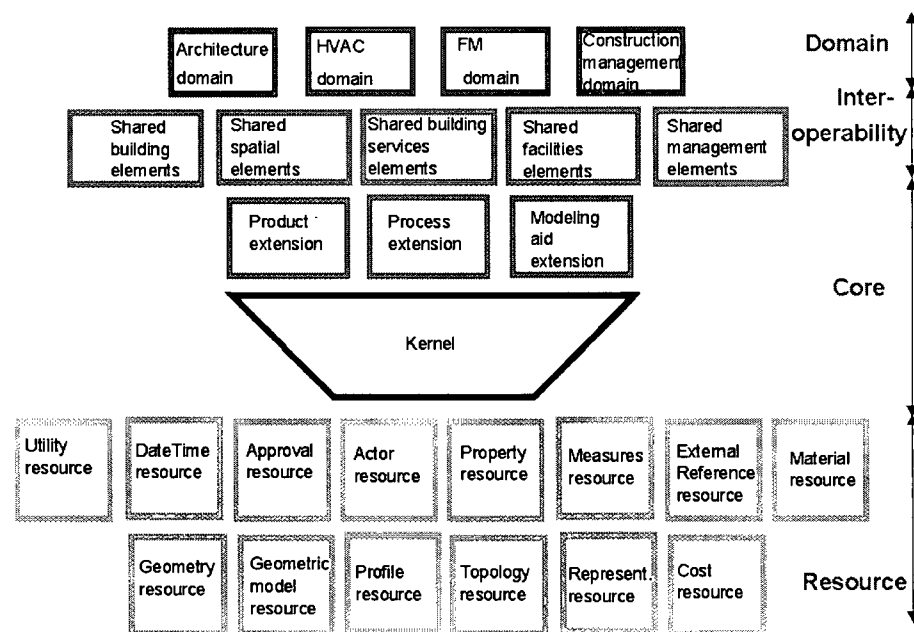 Architecture
domain
HVAC
domain
FM
domain
Construction
management
domain
Domain
Shared
building
elements
Shared
spatial
elements
Shared building
services
elements
Shared
facilities
elements
Shared
management
elements
Inter-
operability
Product
extension
Process
extension
Modeling
aid
extension
Core
Kernel
Utility
resource
DateTime
resource
Approval
resource
Actor
resource
Property
resource
Measures
resource
External
Reference
resource
Material
resource
Geometry
resource
Geometric
model
resource
Profile
resource
Topology
resource
Represent.
resource
Cost
resource
Resource